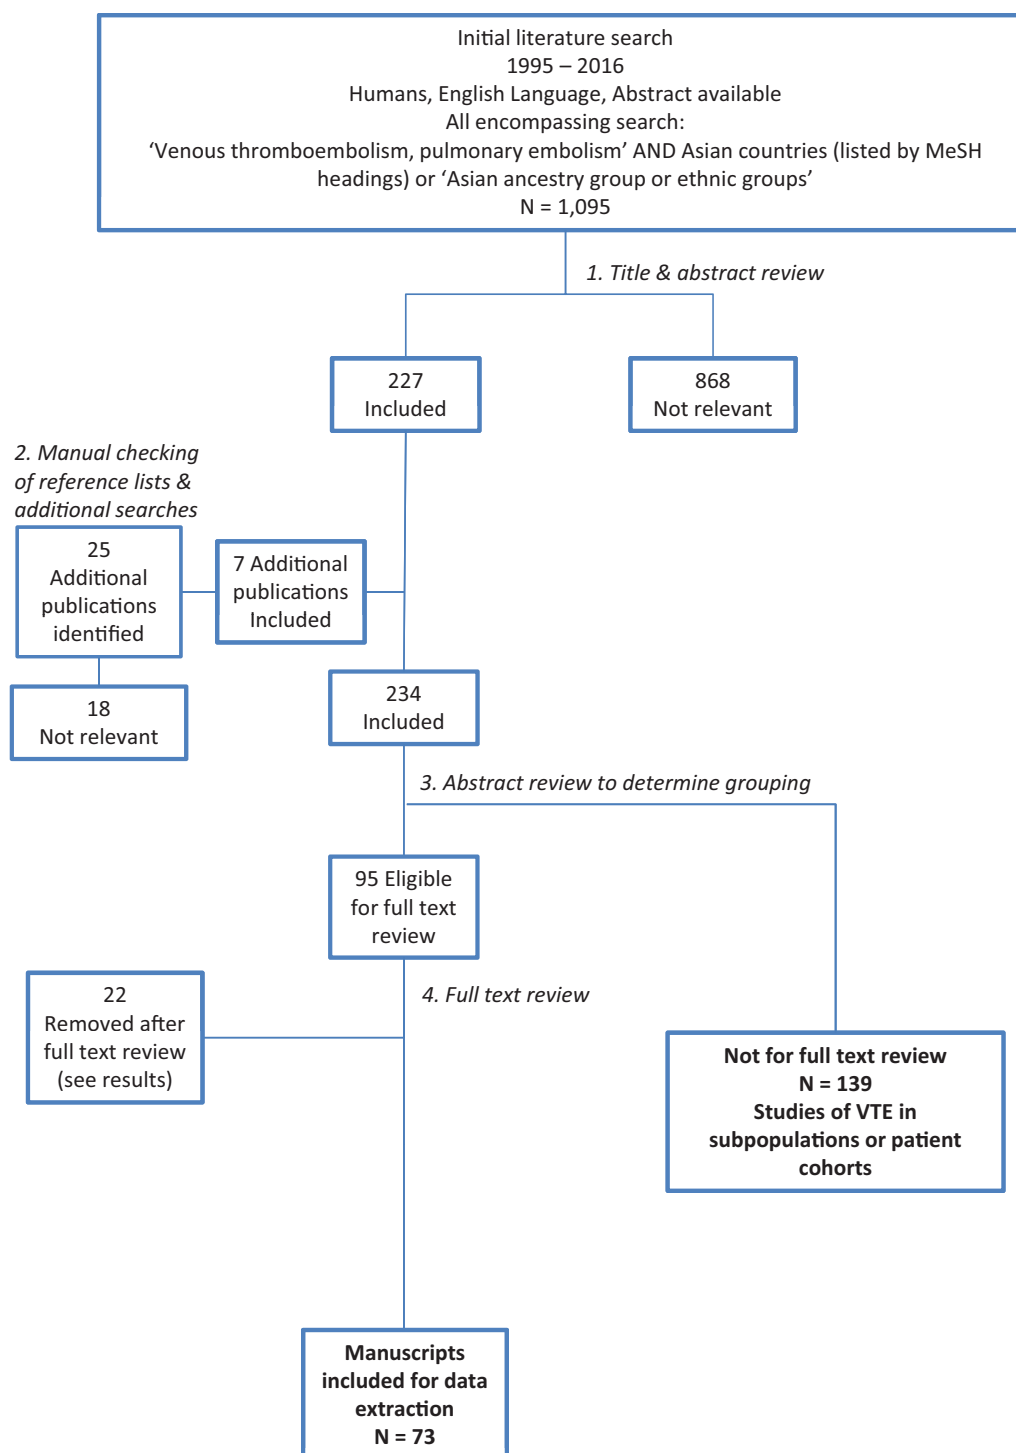 Initial literature search
1995 – 2016
Humans, English Language, Abstract available
All encompassing search:
‘Venous thromboembolism, pulmonary embolism’ AND Asian countries (listed by MeSH
headings) or ‘Asian ancestry group or ethnic groups’
N = 1,095
1. Title & abstract review
227
Included
868
Not relevant
2. Manual checking
of reference lists &
additional searches
25
Additional
publications
identified
7 Additional
publications
Included
18
Not relevant
234
Included
3. Abstract review to determine grouping
95 Eligible
for full text
review
22
Removed after
full text review
(see results)
4. Full text review
Not for full text review
N = 139
Studies of VTE in
subpopulations or patient
cohorts
Manuscripts
included for data
extraction
N = 73